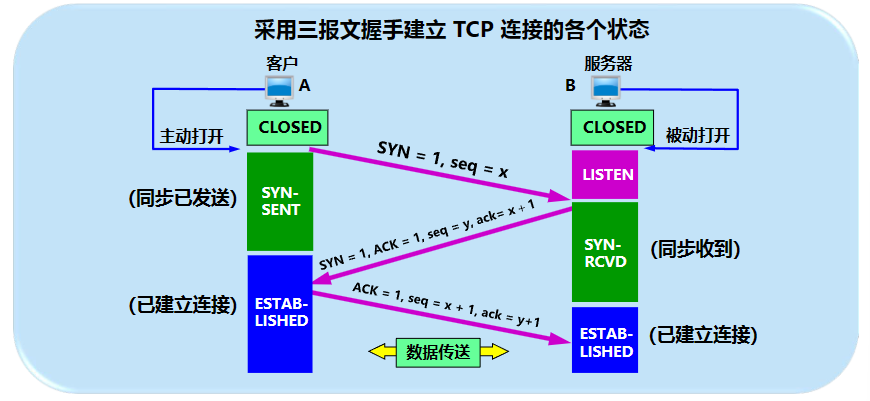 采用三报文握手建立 TCP 连接的各个状态
客户
服务器
A
B
CLOSED
CLOSED
主动打开
被动打开
SYN = 1, seq = x
LISTEN
(同步已发送)
SYN-
SENT
SYN = 1, ACK = 1, seq = y, ack= x + 1
SYN-
RCVD
(同步收到)
(已建立连接)
ESTAB-
LISHED
ACK = 1, seq = x + 1, ack = y+1
ESTAB-
LISHED
(已建立连接)
数据传送